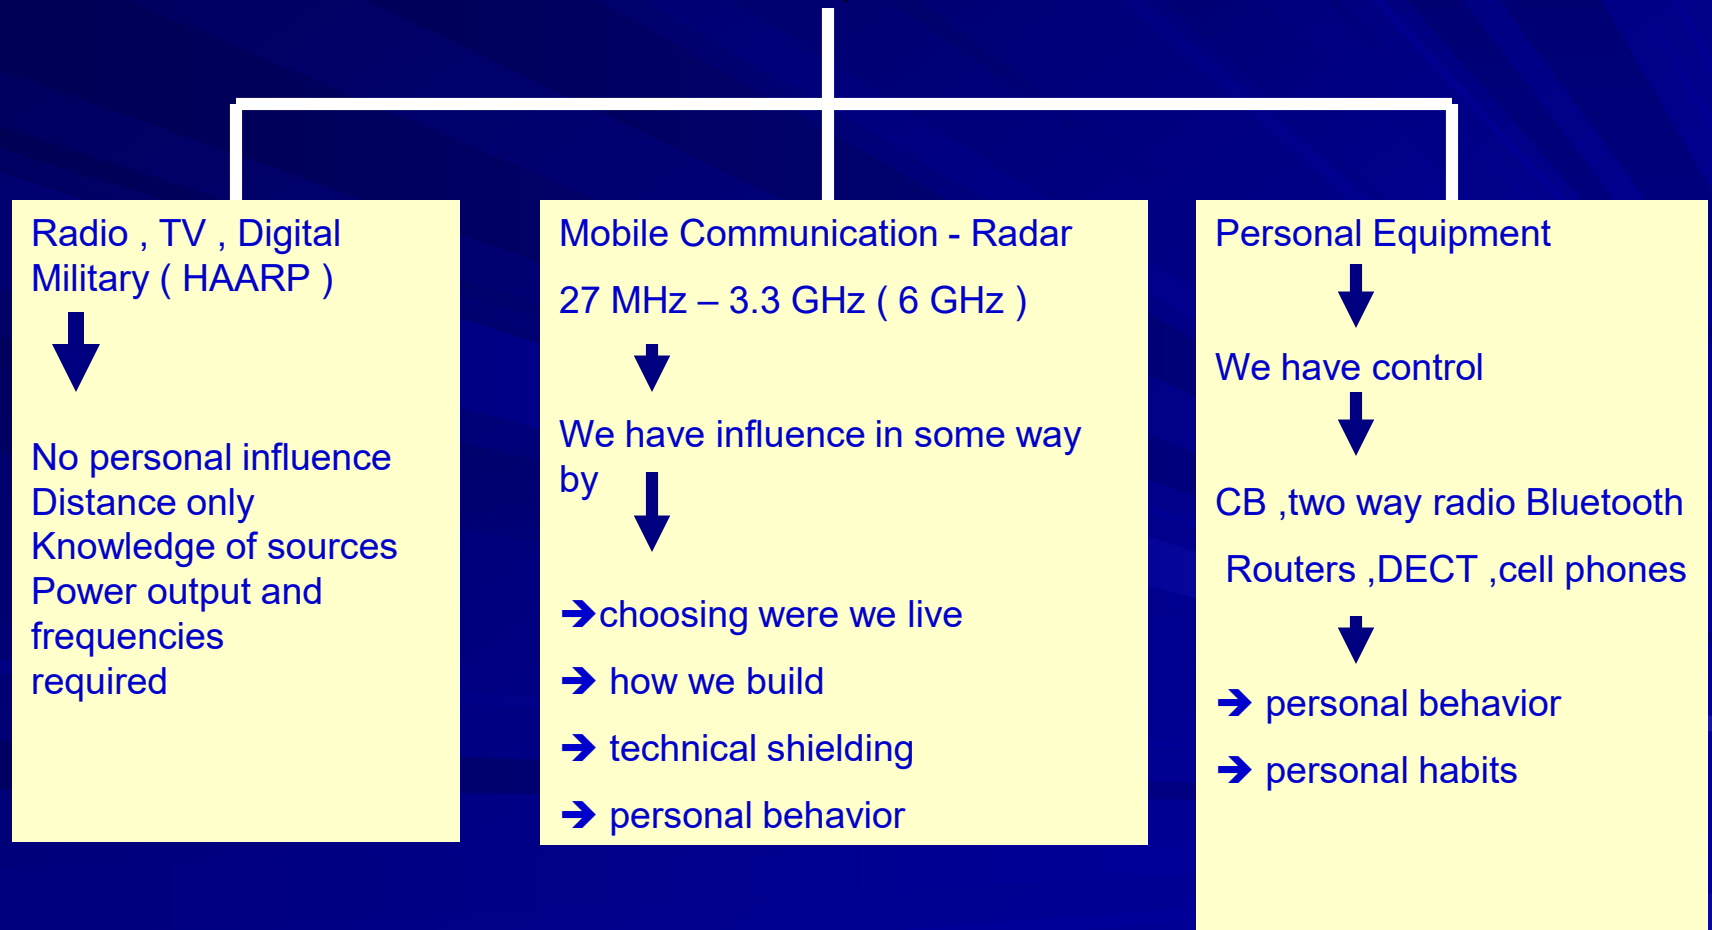 Radio , TV , Digital
Military ( HAARP )
No personal influence
Distance only
Knowledge of sources
Power output and
frequencies
required
Mobile Communication - Radar
27 MHz – 3.3 GHz ( 6 GHz )
We have influence in some way
by
➔choosing were we live
➔ how we build
➔ technical shielding
➔ personal behavior
Personal Equipment
We have control
CB ,two way radio Bluetooth
Routers ,DECT ,cell phones
➔ personal behavior
➔ personal habits